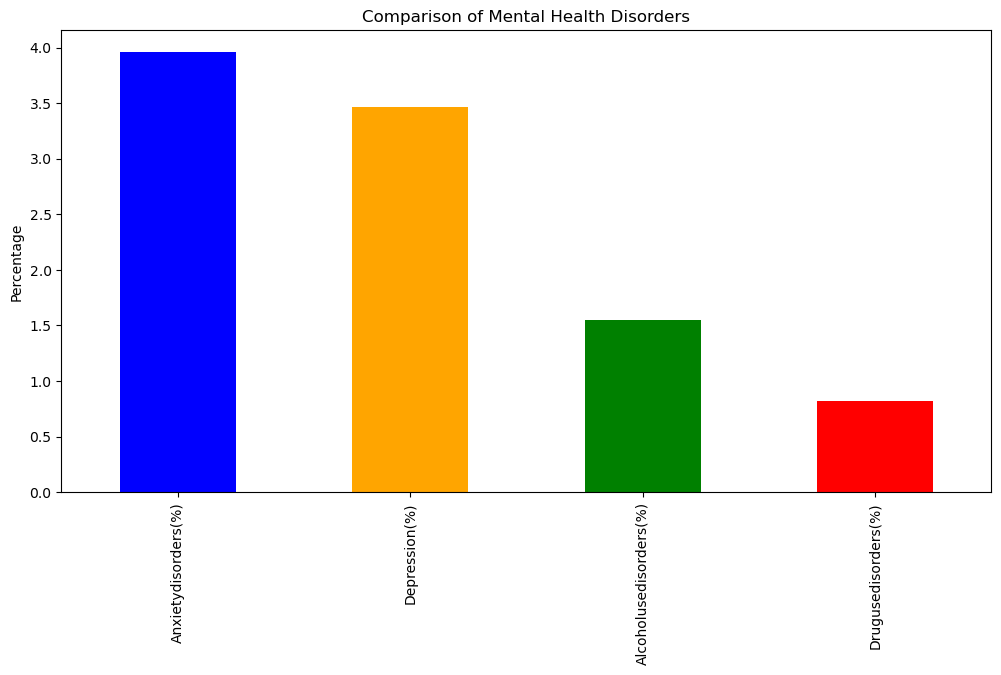 Comparison of Mental Health Disorders
Percentage
4.0
3.5
3.0
2.5
2.0
1.5
1.0
0.5
0.0
Anxietydisorders(%)
Depression(%)
Alcoholusedisorders(%)
Drugusedisorders(%)